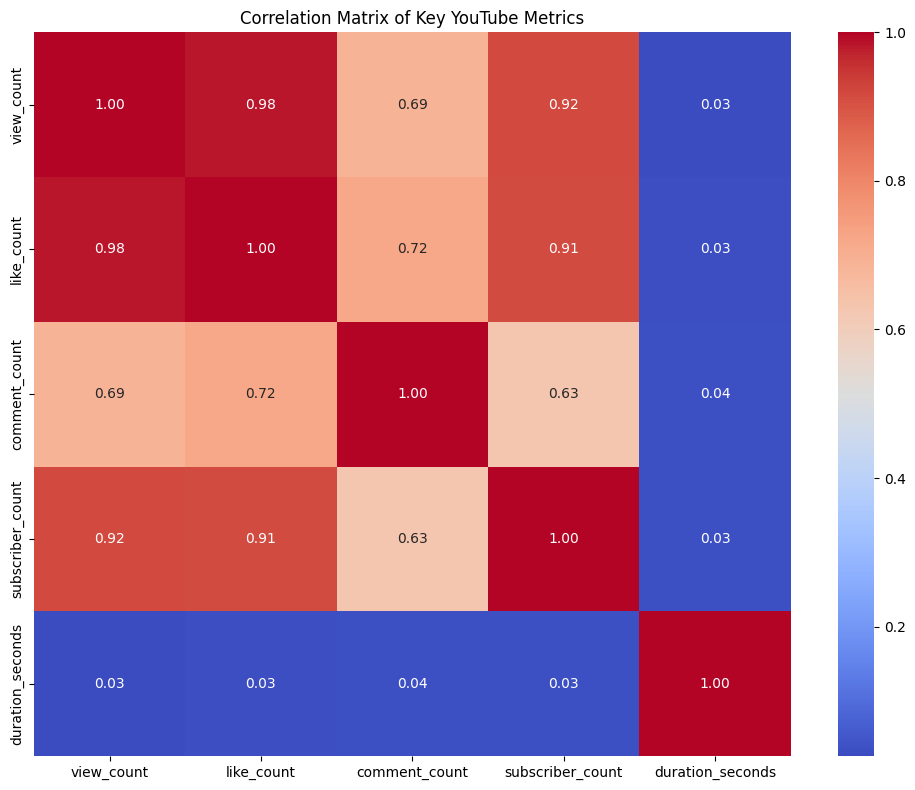 Correlation Matrix of Key YouTube Metrics
view_count 1.00 0.98 0.69 0.92 0.03
like_count 0.98 1.00 0.72 0.91 0.03
comment_count 0.69 0.72 1.00 0.63 0.04
subscriber_count 0.92 0.91 0.63 1.00 0.03
duration_seconds 0.03 0.03 0.04 0.03 1.00
view_count like_count comment_count subscriber_count duration_seconds
1.0
0.8
0.6
0.4
0.2